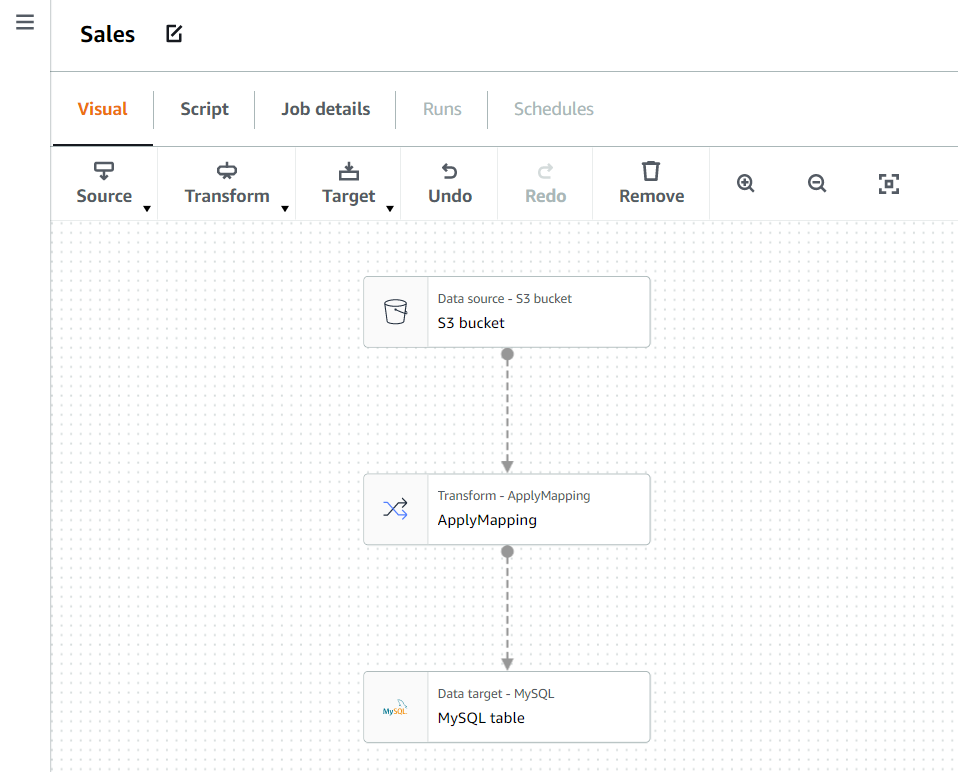 Sales
Visual
Script
Job details
Runs
Schedules
Source
Transform
Target
Undo
Redo
Remove
Data source - S3 bucket
S3 bucket
Transform - ApplyMapping
ApplyMapping
MySQL
Data target - MySQL
MySQL table